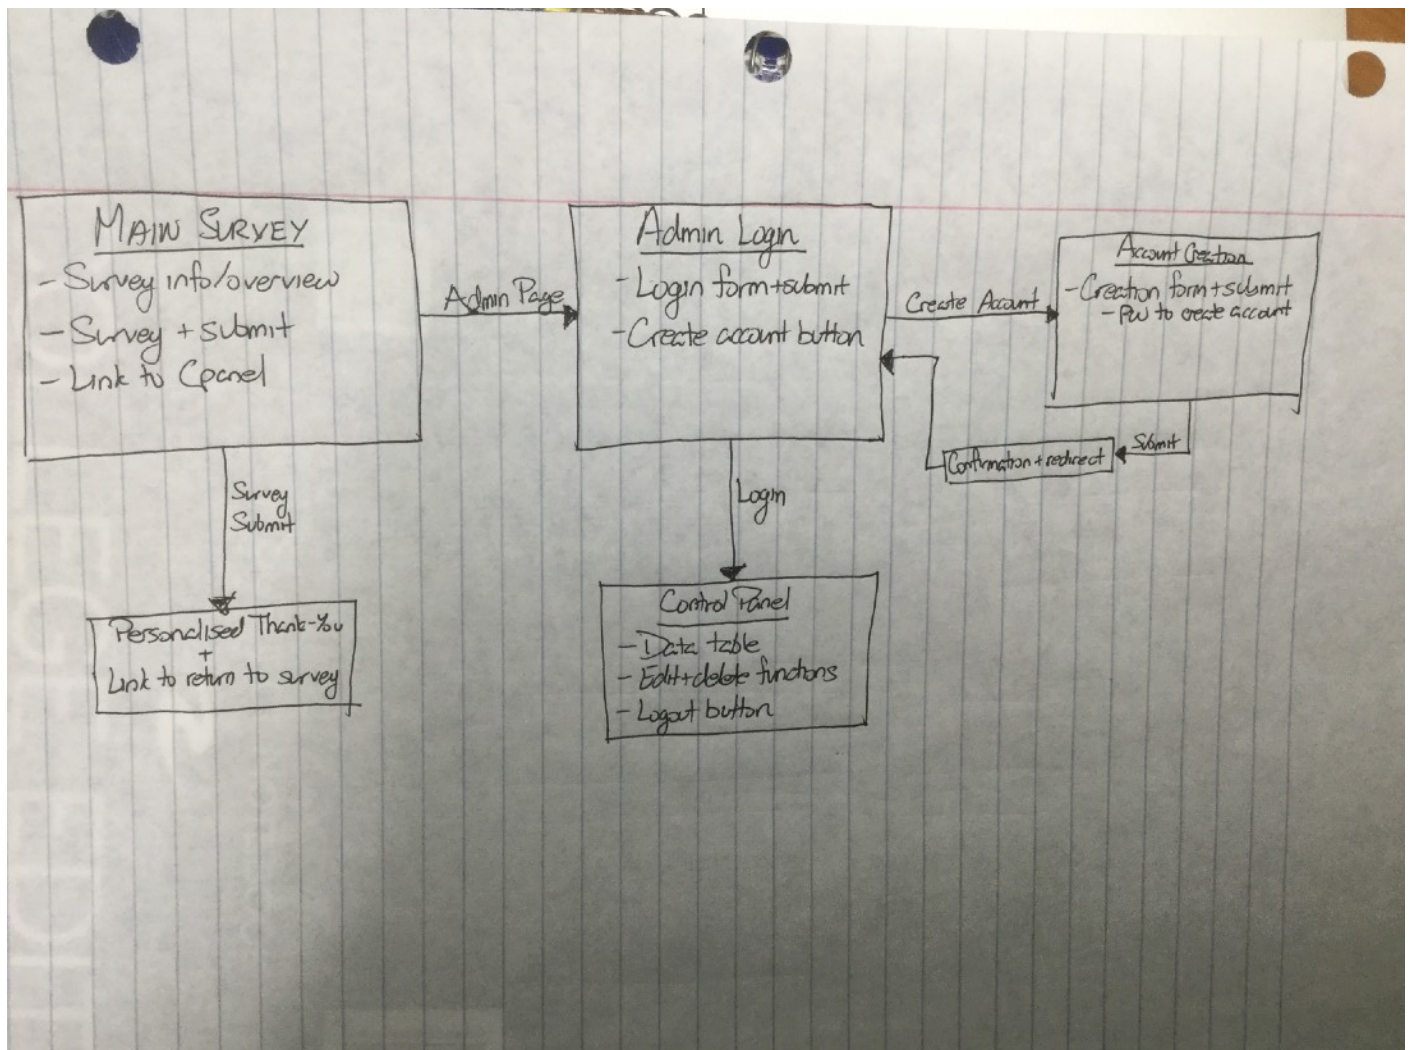 MAIN SURVEY
- Survey info/overview
- Survey + submit
- Link to Cpanel
Admin Page
Admin Login
- Login form + submit
- Create account button
Create Account
Account Creation
- Creation form + submit
- PW to create account
Submit
Confirmation + redirect
Survey
Submit
Login
Personalised Thank-You
+
Link to return to survey
Control Panel
- Data table
- Edit + delete functions
- Logout button